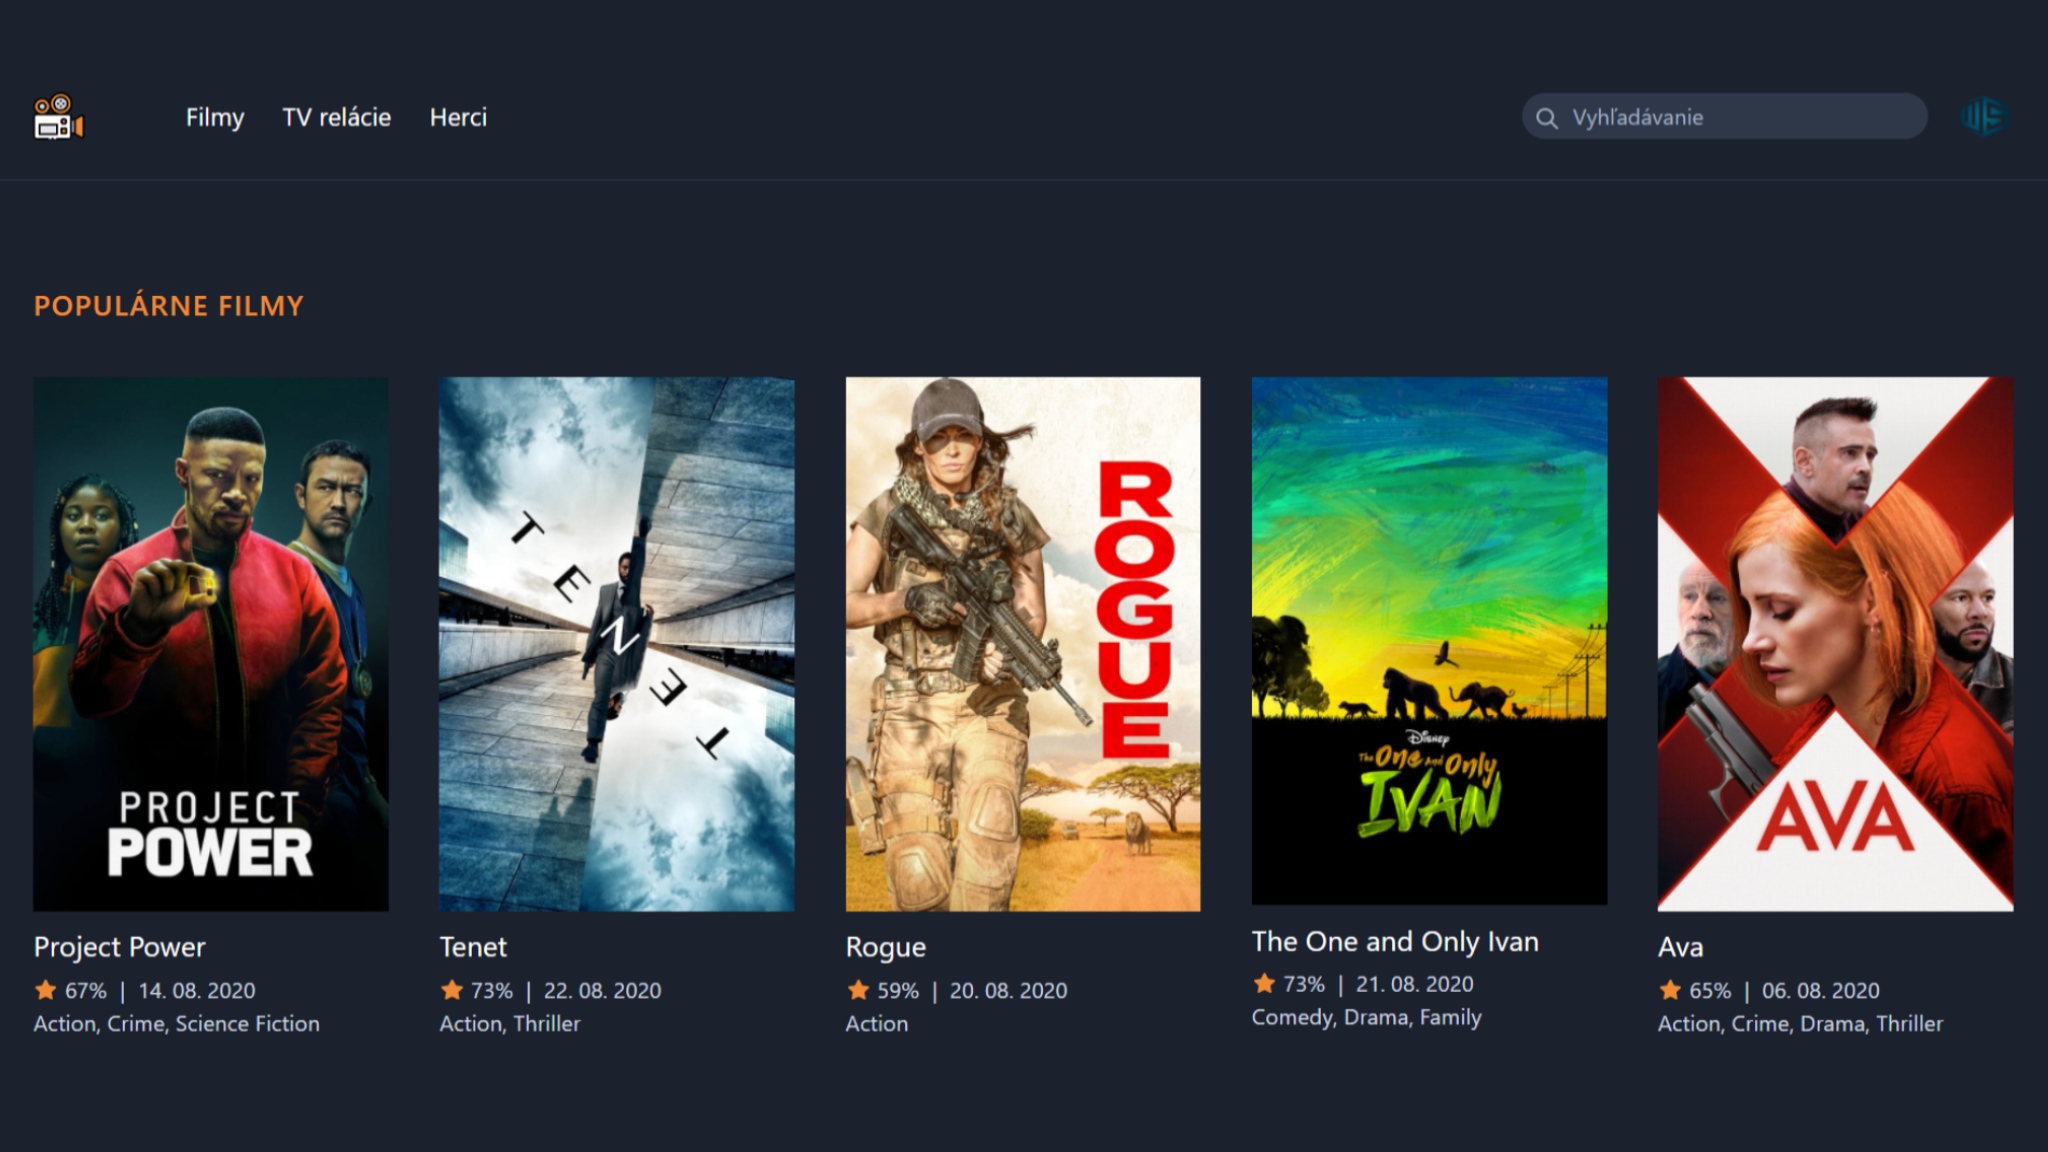 Filmy TV relácie Herci
Vyhľadávanie
POPULÁRNE FILMY
PROJECT
POWER
TENET
ROGUE
DISNEY
THE ONE AND ONLY
IVAN
AVA
Project Power
67% | 14. 08. 2020
Action, Crime, Science Fiction
Tenet
73% | 22. 08. 2020
Action, Thriller
Rogue
59% | 20. 08. 2020
Action
The One and Only Ivan
73% | 21. 08. 2020
Comedy, Drama, Family
Ava
65% | 06. 08. 2020
Action, Crime, Drama, Thriller